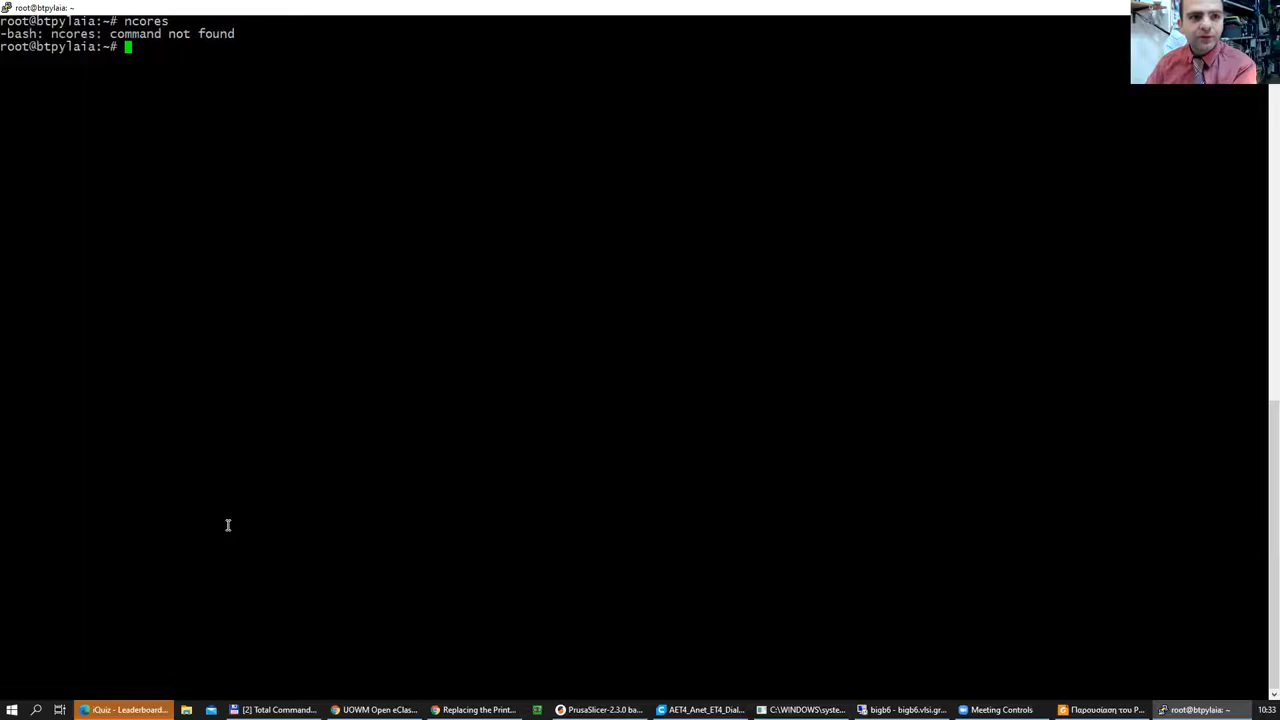 root@btpylaia: ~
root@btpylaia:~# ncores
-bash: ncores: command not found
root@btpylaia:~#
iQuiz - Leaderboard...
[2] Total Command...
UOWM Open eClas...
Replacing the Print...
PrusaSlicer-2.3.0 ba...
AET4_Anet_ET4_Dial...
C:\WINDOWS\syste...
bigb6 - bigb6.vlsi.gr...
Meeting Controls
Παρουσίαση του P...
root@btpylaia: ~
10:33